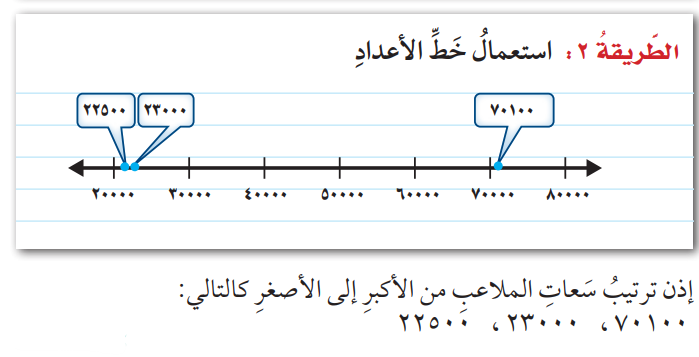 الطَّريقةُ ٢: استعمالُ خَطِّ الأعدادِ
٢٢٥٠٠ ٢٣٠٠٠ ٧٠١٠٠
٢٠٠٠٠ ٣٠٠٠٠ ٤٠٠٠٠ ٥٠٠٠٠ ٦٠٠٠٠ ٧٠٠٠٠ ٨٠٠٠٠
إذن ترتيبُ سَعاتِ الملاعبِ من الأكبرِ إلى الأصغرِ كالتالي:
٧٠١٠٠ ، ٢٣٠٠٠ ، ٢٢٥٠٠